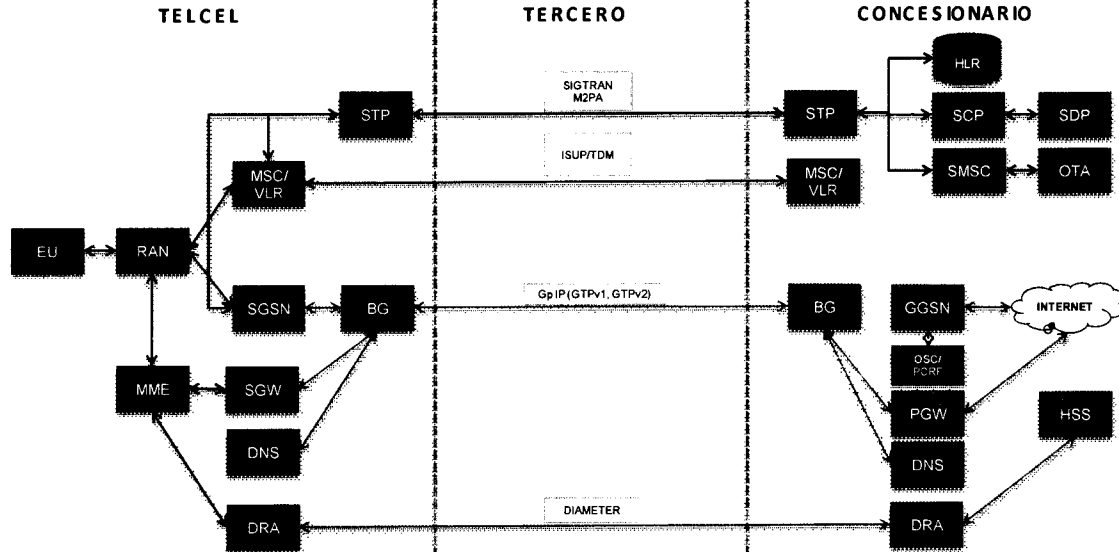 TELCEL
TERCERO
CONCESIONARIO
HLR
SIGTRAN
M2PA
STP
STP
SCP
SDP
ISUP/TDM
MSC/
VLR
MSC/
VLR
SMSC
OTA
EU
RAN
SGSN
BG
GpIP(GTPv1, GTPv2)
BG
GGSN
INTERNET
OSC/
PCRF
MME
SGW
PGW
HSS
DNS
DNS
DRA
DIAMETER
DRA